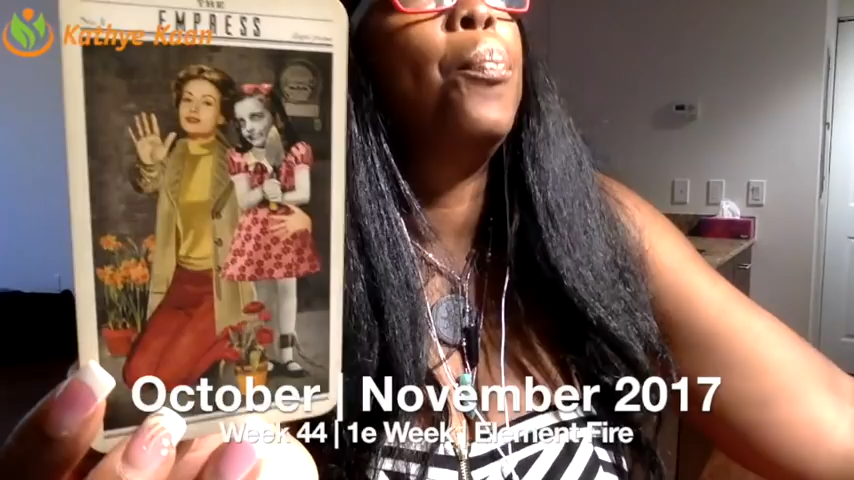 THE
EMPRESS
Kathye Kaan
October | November 2017
Week 44 | 1e Week | Element Fire